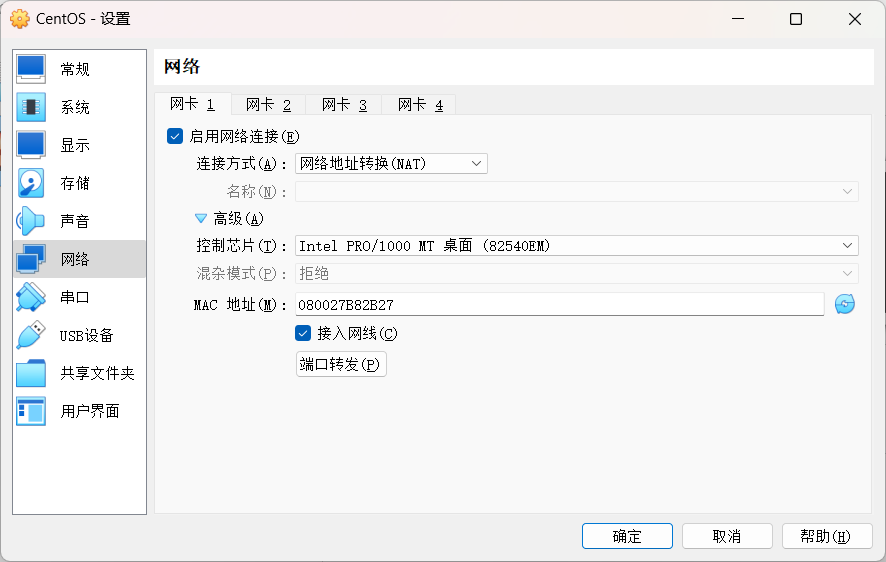 CentOS - 设置
常规
系统
显示
存储
声音
网络
串口
USB设备
共享文件夹
用户界面
网络
网卡 1 网卡 2 网卡 3 网卡 4
启用网络连接(E)
连接方式(A): 网络地址转换(NAT)
名称(N):
高级(A)
控制芯片(T): Intel PRO/1000 MT 桌面 (82540EM)
混杂模式(P): 拒绝
MAC 地址(M): 080027B82B27
接入网线(C)
端口转发(P)
确定 取消 帮助(H)